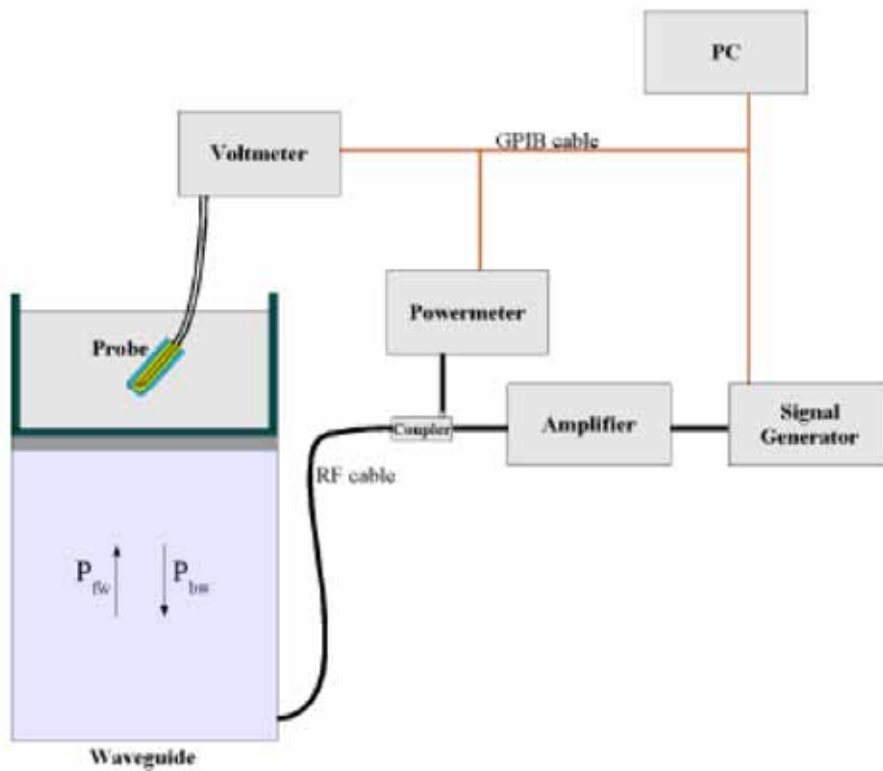 PC
Voltmeter
GPIB cable
Powermeter
Probe
Coupler
Amplifier
Signal
Generator
RF cable
P fw
P bw
Waveguide